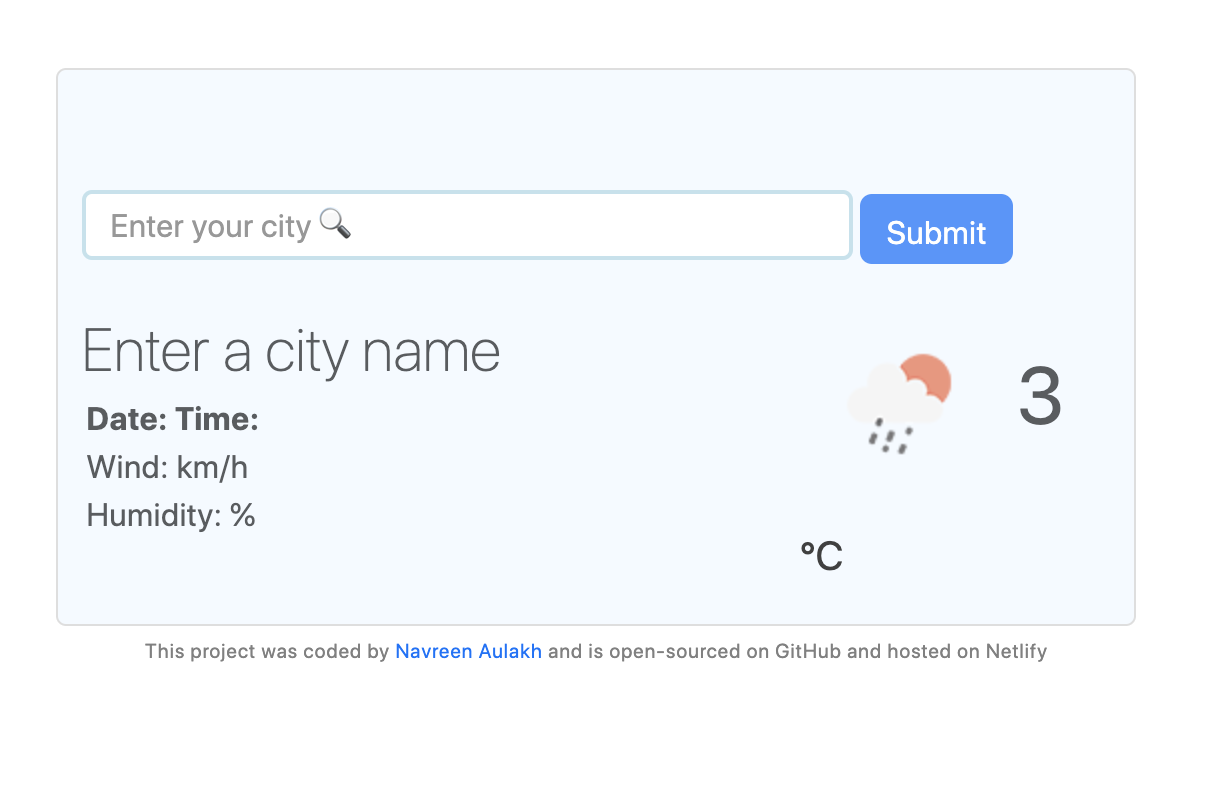 Enter your city 🔍
Submit
Enter a city name
Date: Time:
Wind: km/h
Humidity: %
3
°C
This project was coded by Navreen Aulakh and is open-sourced on GitHub and hosted on Netlify